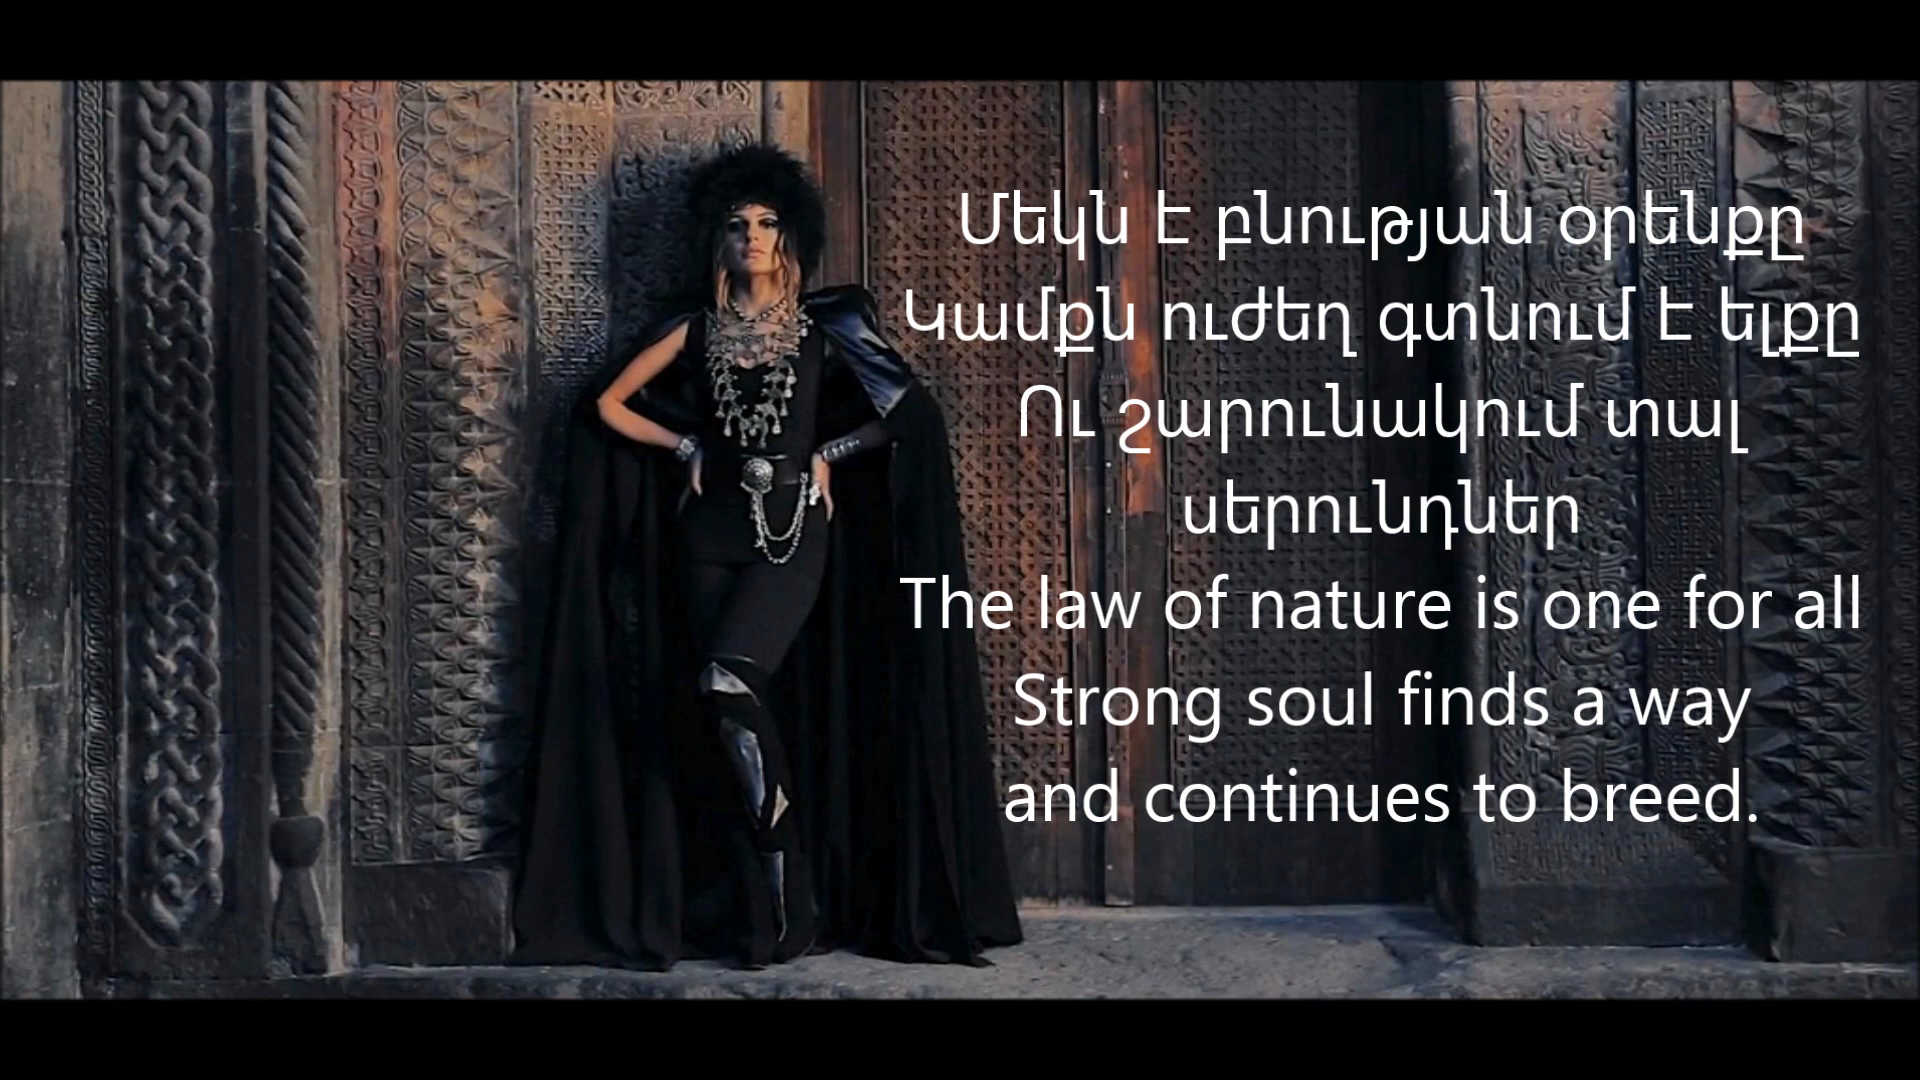 Մեկն է բնության օրենքը
Կամքն ուժեղ գտնում է ելքը
Ու շարունակում տալ
սերունդներ
The law of nature is one for all
Strong soul finds a way
and continues to breed.